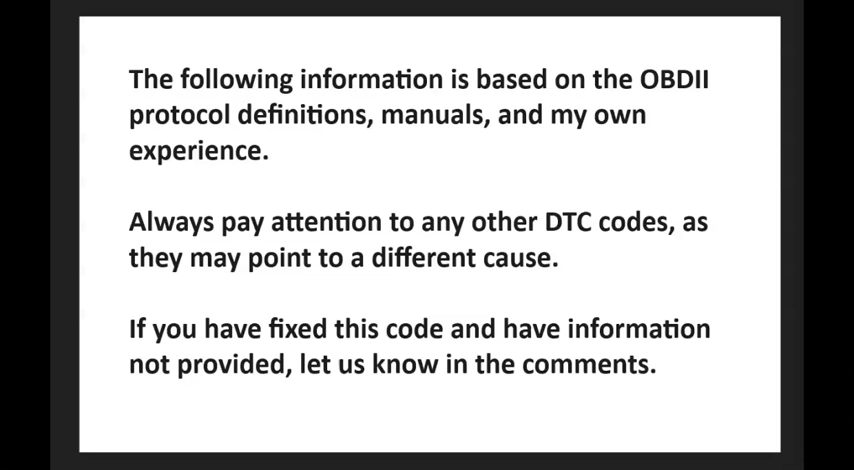 The following information is based on the OBDII
protocol definitions, manuals, and my own
experience.
Always pay attention to any other DTC codes, as
they may point to a different cause.
If you have fixed this code and have information
not provided, let us know in the comments.